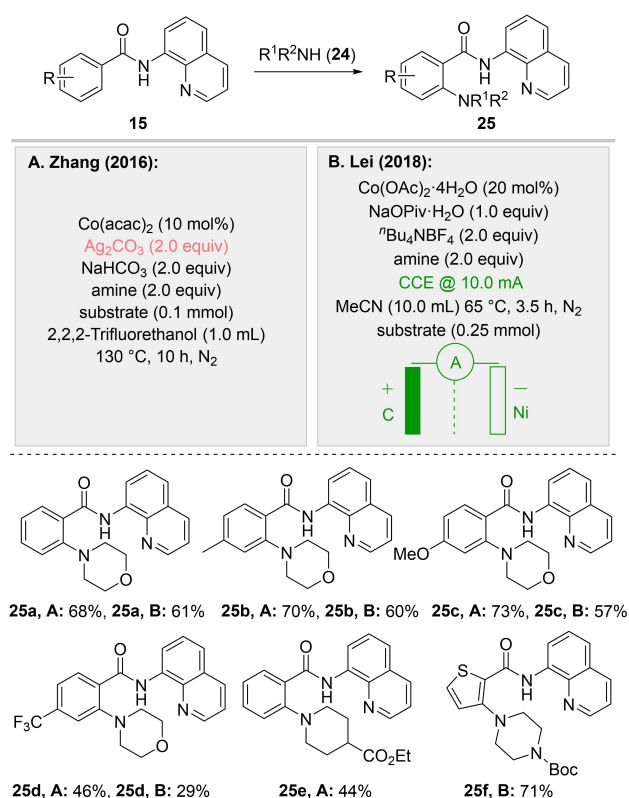 R
O
N
H
N
15
R¹R²NH (24)
R
O
N
H
N
NR¹R²
25
A. Zhang (2016):
Co(acac)₂ (10 mol%)
Ag₂CO₃ (2.0 equiv)
NaHCO₃ (2.0 equiv)
amine (2.0 equiv)
substrate (0.1 mmol)
2,2,2-Trifluorethanol (1.0 mL)
130 °C, 10 h, N₂
B. Lei (2018):
Co(OAc)₂·4H₂O (20 mol%)
NaOPiv·H₂O (1.0 equiv)
ⁿBu₄NBF₄ (2.0 equiv)
amine (2.0 equiv)
CCE @ 10.0 mA
MeCN (10.0 mL) 65 °C, 3.5 h, N₂
substrate (0.25 mmol)
A
+
C
−
Ni
O
N
H
N
N
O
25a, A: 68%, 25a, B: 61%
O
N
H
N
N
O
25b, A: 70%, 25b, B: 60%
O
N
H
N
MeO
N
O
25c, A: 73%, 25c, B: 57%
O
N
H
N
F₃C
N
O
25d, A: 46%, 25d, B: 29%
O
N
H
N
N
CO₂Et
25e, A: 44%
S
O
N
H
N
N
N
Boc
25f, B: 71%